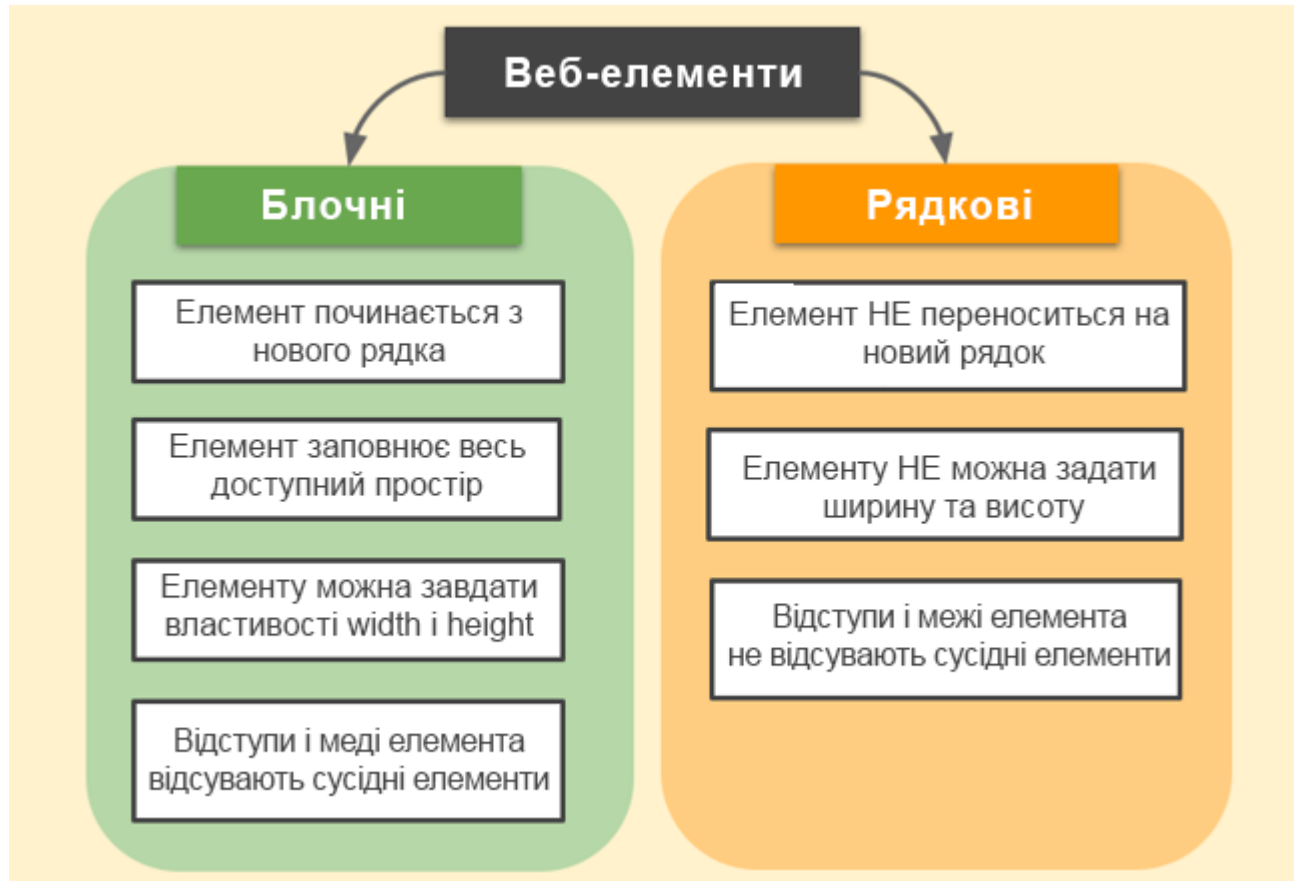 Веб-елементи
Блочні
Елемент починається з
нового рядка
Елемент заповнює весь
доступний простір
Елементу можна завдати
властивості width і height
Відступи і меді елемента
відсувають сусідні елементи
Рядкові
Елемент НЕ переноситься на
новий рядок
Елементу НЕ можна задати
ширину та висоту
Відступи і межі елемента
не відсувають сусідні елементи